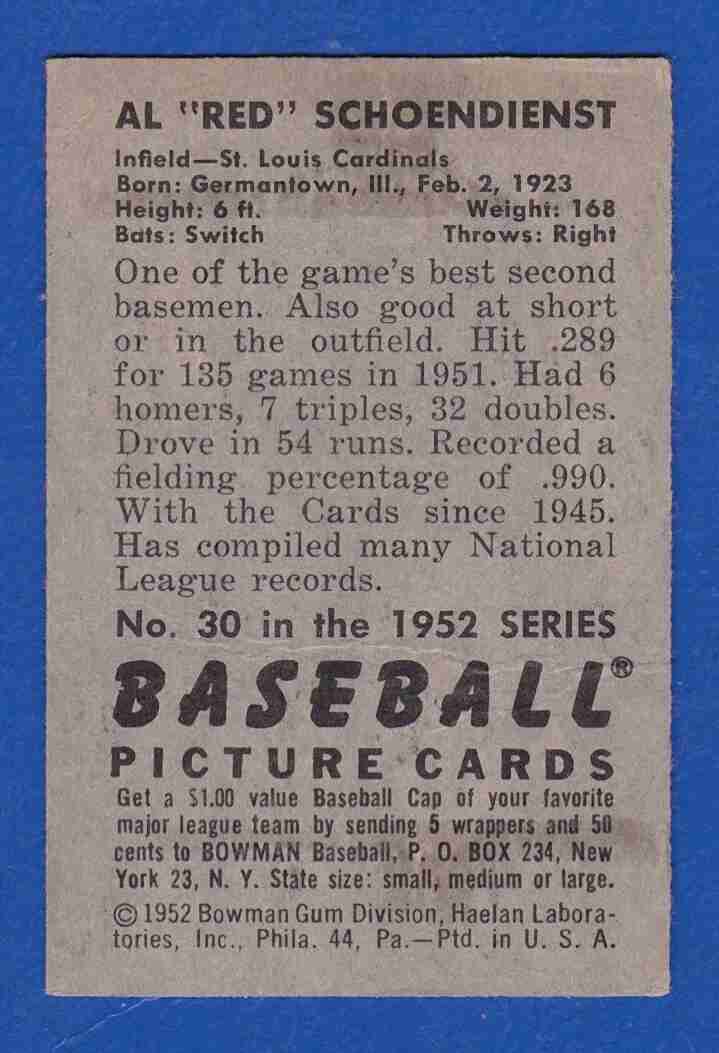 AL "RED" SCHOENDIENST
Infield—St. Louis Cardinals
Born: Germantown, Ill., Feb. 2, 1923
Height: 6 ft. Weight: 168
Bats: Switch Throws: Right
One of the game's best second
basemen. Also good at short
or in the outfield. Hit .289
for 135 games in 1951. Had 6
homers, 7 triples, 32 doubles.
Drove in 54 runs. Recorded a
fielding percentage of .990.
With the Cards since 1945.
Has compiled many National
League records.
No. 30 in the 1952 SERIES
BASEBALL®
PICTURE CARDS
Get a $1.00 value Baseball Cap of your favorite
major league team by sending 5 wrappers and 50
cents to BOWMAN Baseball, P. O. BOX 234, New
York 23, N. Y. State size: small, medium or large.
© 1952 Bowman Gum Division, Haelan Labora-
tories, Inc., Phila. 44, Pa.—Ptd. in U. S. A.